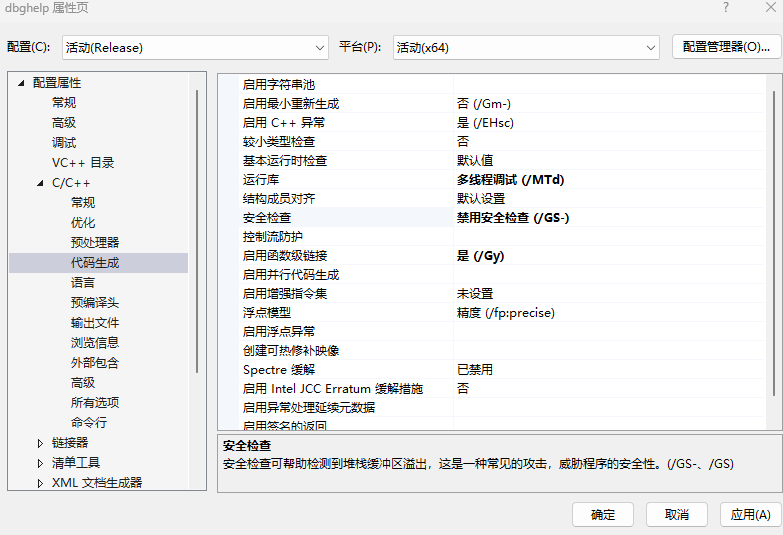 dbghelp 属性页
配置(C): 活动(Release) 平台(P): 活动(x64) 配置管理器(O)...
配置属性
常规
高级
调试
VC++ 目录
C/C++
常规
优化
预处理器
代码生成
语言
预编译头
输出文件
浏览信息
外部包含
高级
所有选项
命令行
链接器
清单工具
XML 文档生成器
启用字符串池
启用最小重新生成 否 (/Gm-)
启用 C++ 异常 是 (/EHsc)
较小类型检查 否
基本运行时检查 默认值
运行库 多线程调试 (/MTd)
结构成员对齐 默认设置
安全检查 禁用安全检查 (/GS-)
控制流防护
启用函数级链接 是 (/Gy)
启用并行代码生成
启用增强指令集 未设置
浮点模型 精度 (/fp:precise)
启用浮点异常
创建可热修补映像
Spectre 缓解 已禁用
启用 Intel JCC Erratum 缓解措施 否
启用异常处理延续元数据
启用签名的返回
安全检查
安全检查可帮助检测到堆栈缓冲区溢出，这是一种常见的攻击，威胁程序的安全性。(/GS-、/GS)
确定 取消 应用(A)